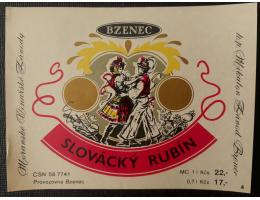 BZENEC
Moravské Vinařské Závody
n.p. Mikulov Závod Bzenec
SLOVÁCKÝ RUBÍN
ČSN 56 7741
Provozovna Bzenec
MC 1 l Kčs 22,-
0,7 l Kčs 17,-